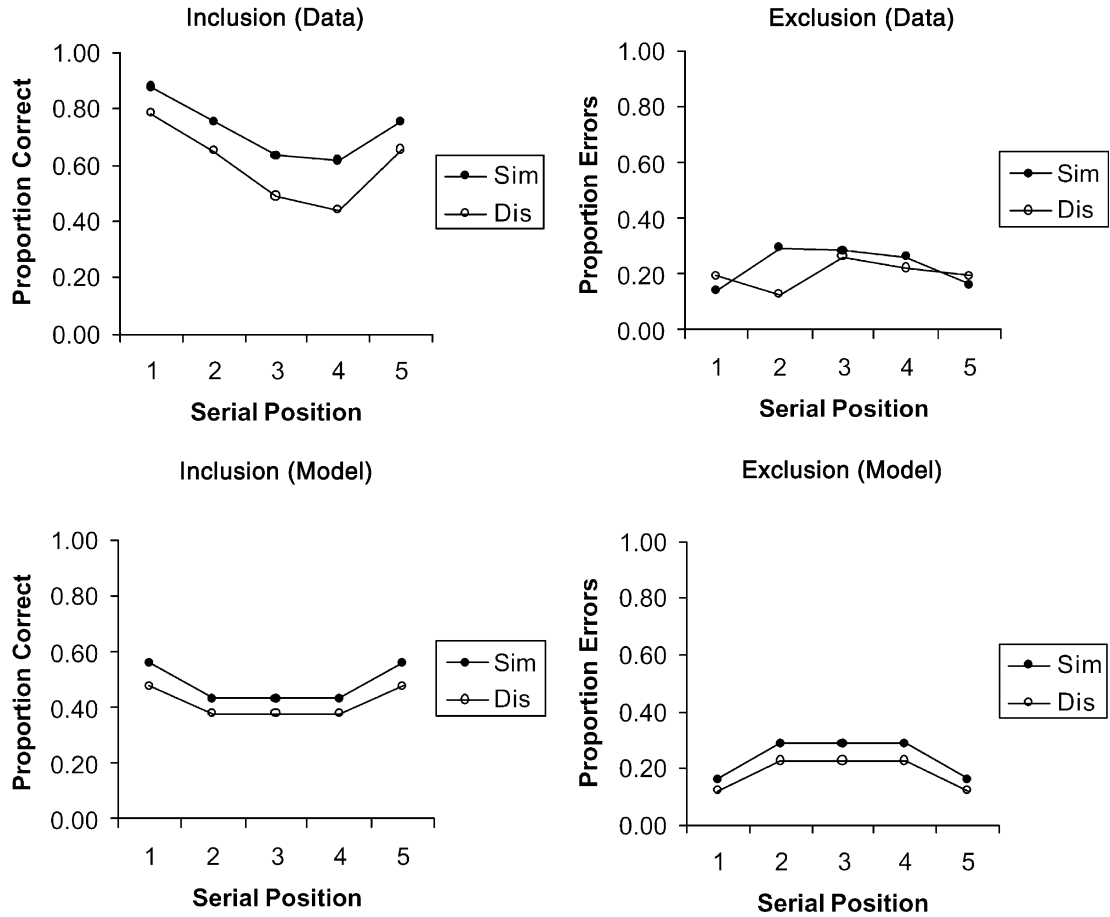 Inclusion (Data)
Proportion Correct
1.00
0.80
0.60
0.40
0.20
0.00
1 2 3 4 5
Serial Position
Sim
Dis
Exclusion (Data)
Proportion Errors
1.00
0.80
0.60
0.40
0.20
0.00
1 2 3 4 5
Serial Position
Sim
Dis
Inclusion (Model)
Proportion Correct
1.00
0.80
0.60
0.40
0.20
0.00
1 2 3 4 5
Serial Position
Sim
Dis
Exclusion (Model)
Proportion Errors
1.00
0.80
0.60
0.40
0.20
0.00
1 2 3 4 5
Serial Position
Sim
Dis